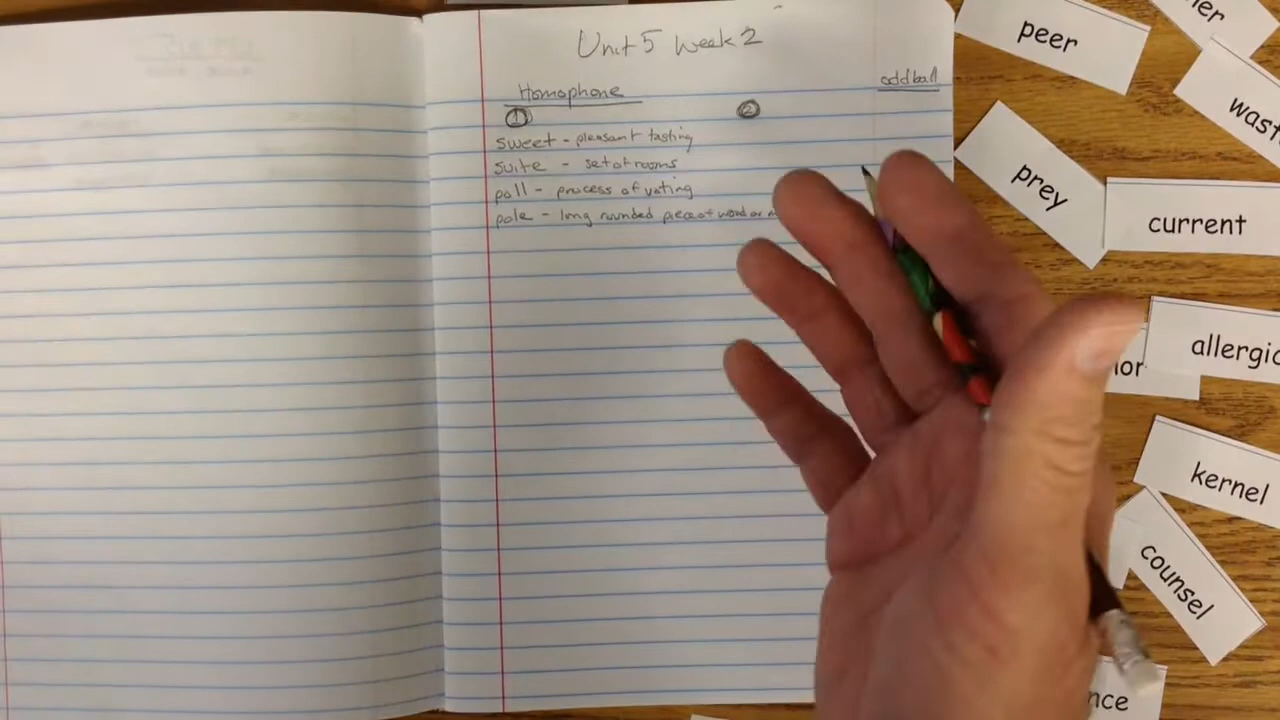 Unit 5 Week 2
Homophone
oddball
1
2
sweet - pleasant tasting
suite - set of rooms
poll - process of voting
pole - long rounded piece of wood or
peer
prey
current
allergic
kernel
counsel